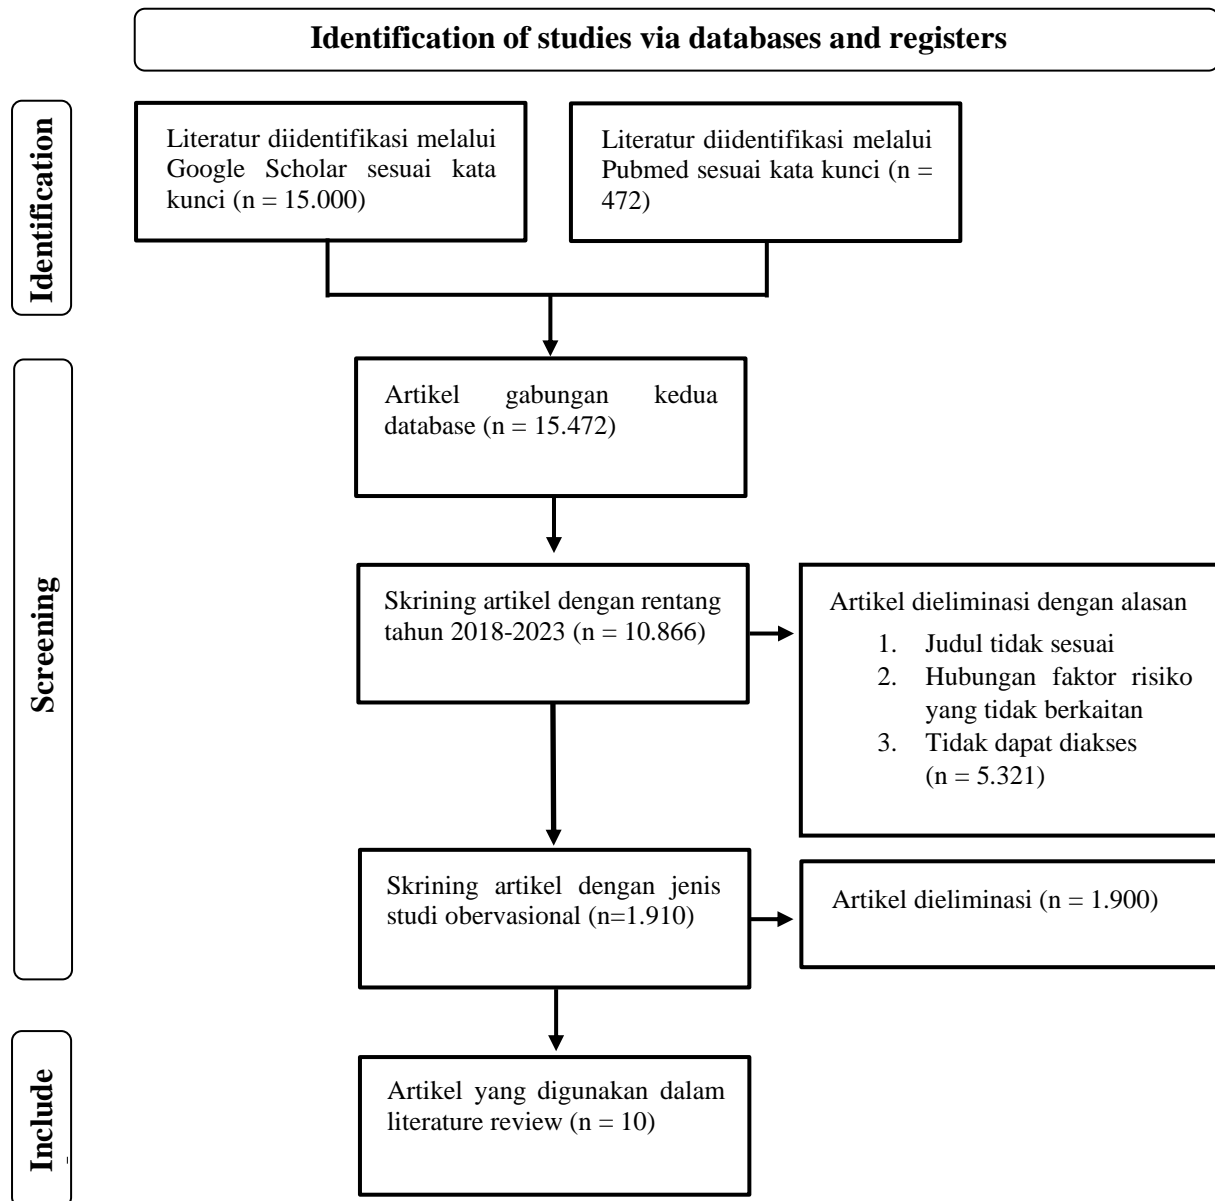 Identification of studies via databases and registers
Identification
Literatur diidentifikasi melalui
Google Scholar sesuai kata
kunci (n = 15.000)
Literatur diidentifikasi melalui
Pubmed sesuai kata kunci (n =
472)
Screening
Artikel gabungan kedua
database (n = 15.472)
Skrining artikel dengan rentang
tahun 2018-2023 (n = 10.866)
Artikel dieliminasi dengan alasan
1. Judul tidak sesuai
2. Hubungan faktor risiko
yang tidak berkaitan
3. Tidak dapat diakses
(n = 5.321)
Skrining artikel dengan jenis
studi obervasional (n=1.910)
Artikel dieliminasi (n = 1.900)
Include
Artikel yang digunakan dalam
literature review (n = 10)